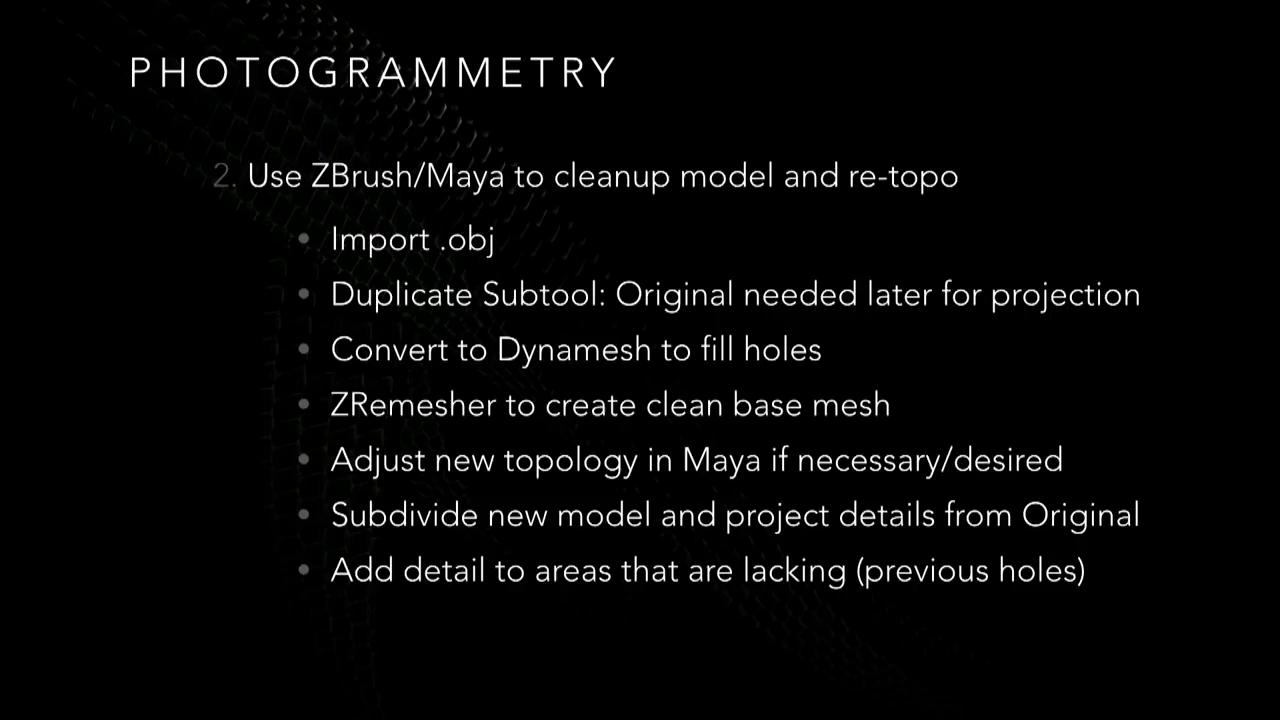 PHOTOGRAMMETRY
2. Use ZBrush/Maya to cleanup model and re-topo
• Import .obj
• Duplicate Subtool: Original needed later for projection
• Convert to Dynamesh to fill holes
• ZRemesher to create clean base mesh
• Adjust new topology in Maya if necessary/desired
• Subdivide new model and project details from Original
• Add detail to areas that are lacking (previous holes)